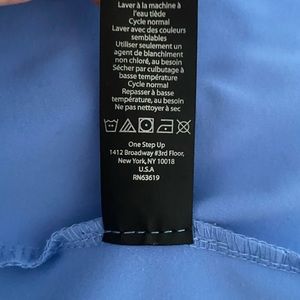 Laver à la machine à
l'eau tiède
Cycle normal
Laver avec des couleurs
semblables
Utiliser seulement un
agent de blanchiment
non chloré, au besoin
Sécher par culbutage à
basse température
Cycle normal
Repasser à basse
température, au besoin
Ne pas nettoyer à sec
One Step Up
1412 Broadway #3rd Floor,
New York, NY 10018
U.S.A
RN63619